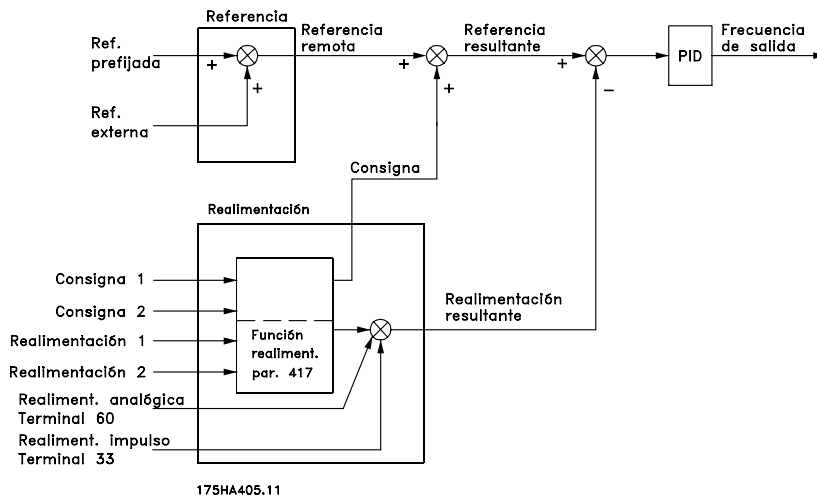 Referencia
Ref.
prefijada
+
+
Ref.
externa
Referencia
remota
+
+
Referencia
resultante
+
−
PID
Frecuencia
de salida
Consigna
Realimentación
Consigna 1
Consigna 2
Realimentación 1
Realimentación 2
Función
realiment.
par. 417
Realimentación
resultante
Realiment. analógica
Terminal 60
Realiment. impulso
Terminal 33
175HA405.11